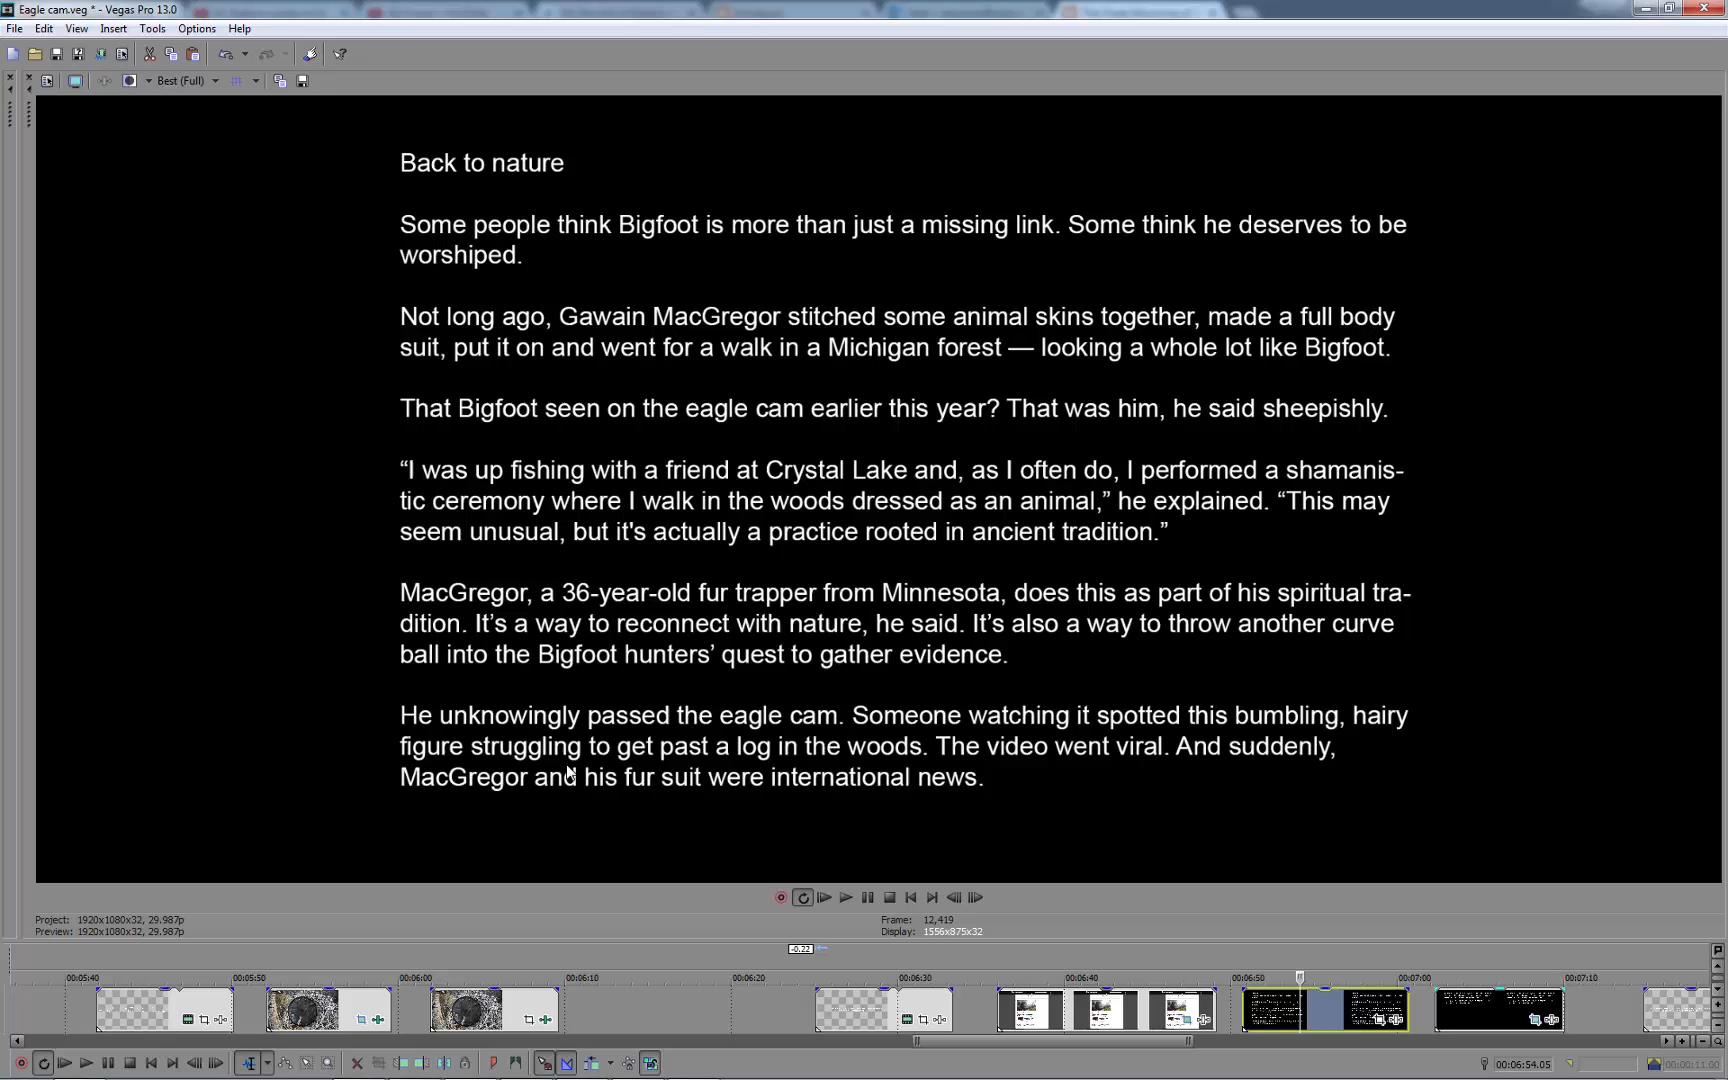 Eagle cam.veg * - Vegas Pro 13.0
File Edit View Insert Tools Options Help
Best (Full)
Back to nature
Some people think Bigfoot is more than just a missing link. Some think he deserves to be
worshiped.
Not long ago, Gawain MacGregor stitched some animal skins together, made a full body
suit, put it on and went for a walk in a Michigan forest — looking a whole lot like Bigfoot.
That Bigfoot seen on the eagle cam earlier this year? That was him, he said sheepishly.
“I was up fishing with a friend at Crystal Lake and, as I often do, I performed a shamanis-
tic ceremony where I walk in the woods dressed as an animal,” he explained. “This may
seem unusual, but it's actually a practice rooted in ancient tradition.”
MacGregor, a 36-year-old fur trapper from Minnesota, does this as part of his spiritual tra-
dition. It’s a way to reconnect with nature, he said. It’s also a way to throw another curve
ball into the Bigfoot hunters’ quest to gather evidence.
He unknowingly passed the eagle cam. Someone watching it spotted this bumbling, hairy
figure struggling to get past a log in the woods. The video went viral. And suddenly,
MacGregor and his fur suit were international news.
Project: 1920x1080x32, 29.987p Frame: 12,419
Preview: 1920x1080x32, 29.987p Display: 1556x875x32
-0.22
00:05:40 00:05:50 00:06:00 00:06:10 00:06:20 00:06:30 00:06:40 00:06:50 00:07:00 00:07:10
00:06:54.05 00:00:11.00